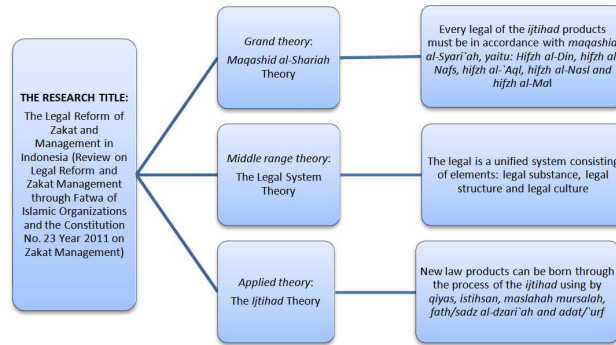 THE RESEARCH TITLE:
The Legal Reform of
Zakat and
Management in
Indonesia (Review on
Legal Reform and
Zakat Management
through Fatwa of
Islamic Organizations
and the Constitution
No. 23 Year 2011 on
Zakat Management)
Grand theory:
Maqashid al-Shariah
Theory
Every legal of the ijtihad products
must be in accordance with maqashid
al-Syari`ah, yaitu: Hifzh al-Din, hifzh al-
Nafs, hifzh al-`Aql, hifzh al-Nasl and
hifzh al-Mal
Middle range theory:
The Legal System
Theory
The legal is a unified system consisting
of elements: legal substance, legal
structure and legal culture
Applied theory:
The Ijtihad Theory
New law products can be born through
the process of the ijtihad using by
qiyas, istihsan, maslahah mursalah,
fath/sadz al-dzari`ah and adat/`urf